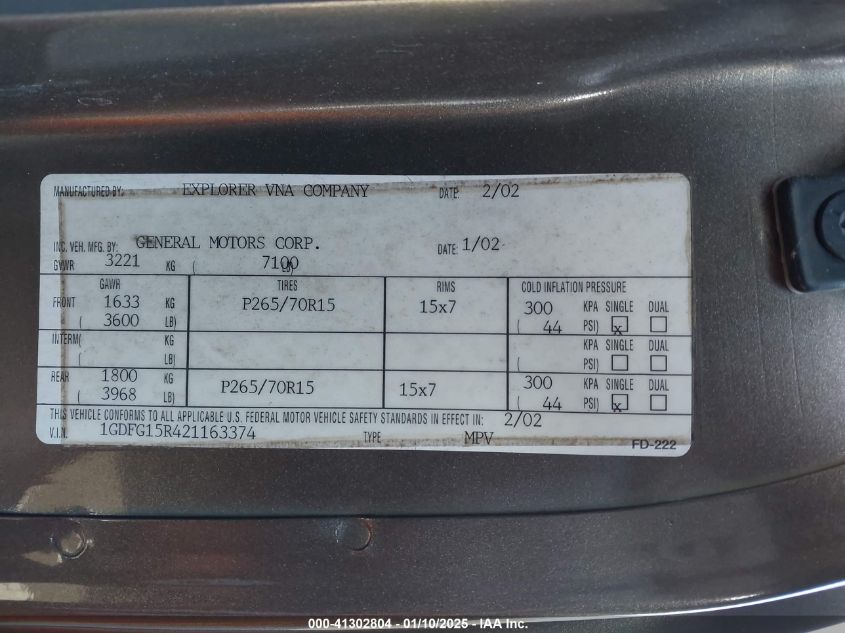 MANUFACTURED BY: EXPLORER VNA COMPANY DATE: 2/02
INC. VEH. MFG. BY: GENERAL MOTORS CORP. DATE: 1/02
GVWR 3221 KG ( 7100 LB)
GAWR TIRES RIMS COLD INFLATION PRESSURE
FRONT 1633 KG P265/70R15 15x7 300 KPA SINGLE DUAL
( 3600 LB) ( 44 PSI) x
INTERM( KG KPA SINGLE DUAL
( LB) ( PSI)
REAR 1800 KG P265/70R15 15x7 300 KPA SINGLE DUAL
( 3968 LB) ( 44 PSI) x
THIS VEHICLE CONFORMS TO ALL APPLICABLE U.S. FEDERAL MOTOR VEHICLE SAFETY STANDARDS IN EFFECT IN: 2/02
V.I.N. 1GDFG15R421163374 TYPE MPV
FD-222
000-41302804 - 01/10/2025 - IAA Inc.